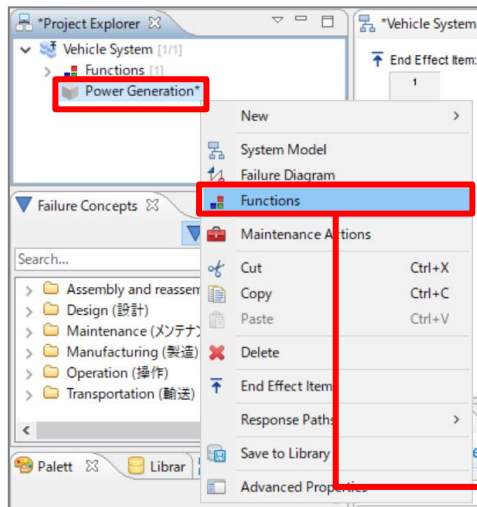 *Project Explorer
*Vehicle System
Vehicle System [1/1]
End Effect Item:
Functions [1]
1
Power Generation*
New
System Model
Failure Diagram
Failure Concepts
Functions
Maintenance Actions
Search...
Cut Ctrl+X
Assembly and reassem
Copy Ctrl+C
Design (設計)
Paste Ctrl+V
Maintenance (メンテナン
Manufacturing (製造)
Delete
Operation (操作)
Transportation (輸送)
End Effect Item
Response Paths
Save to Library
Palett
Librar
Advanced Properties